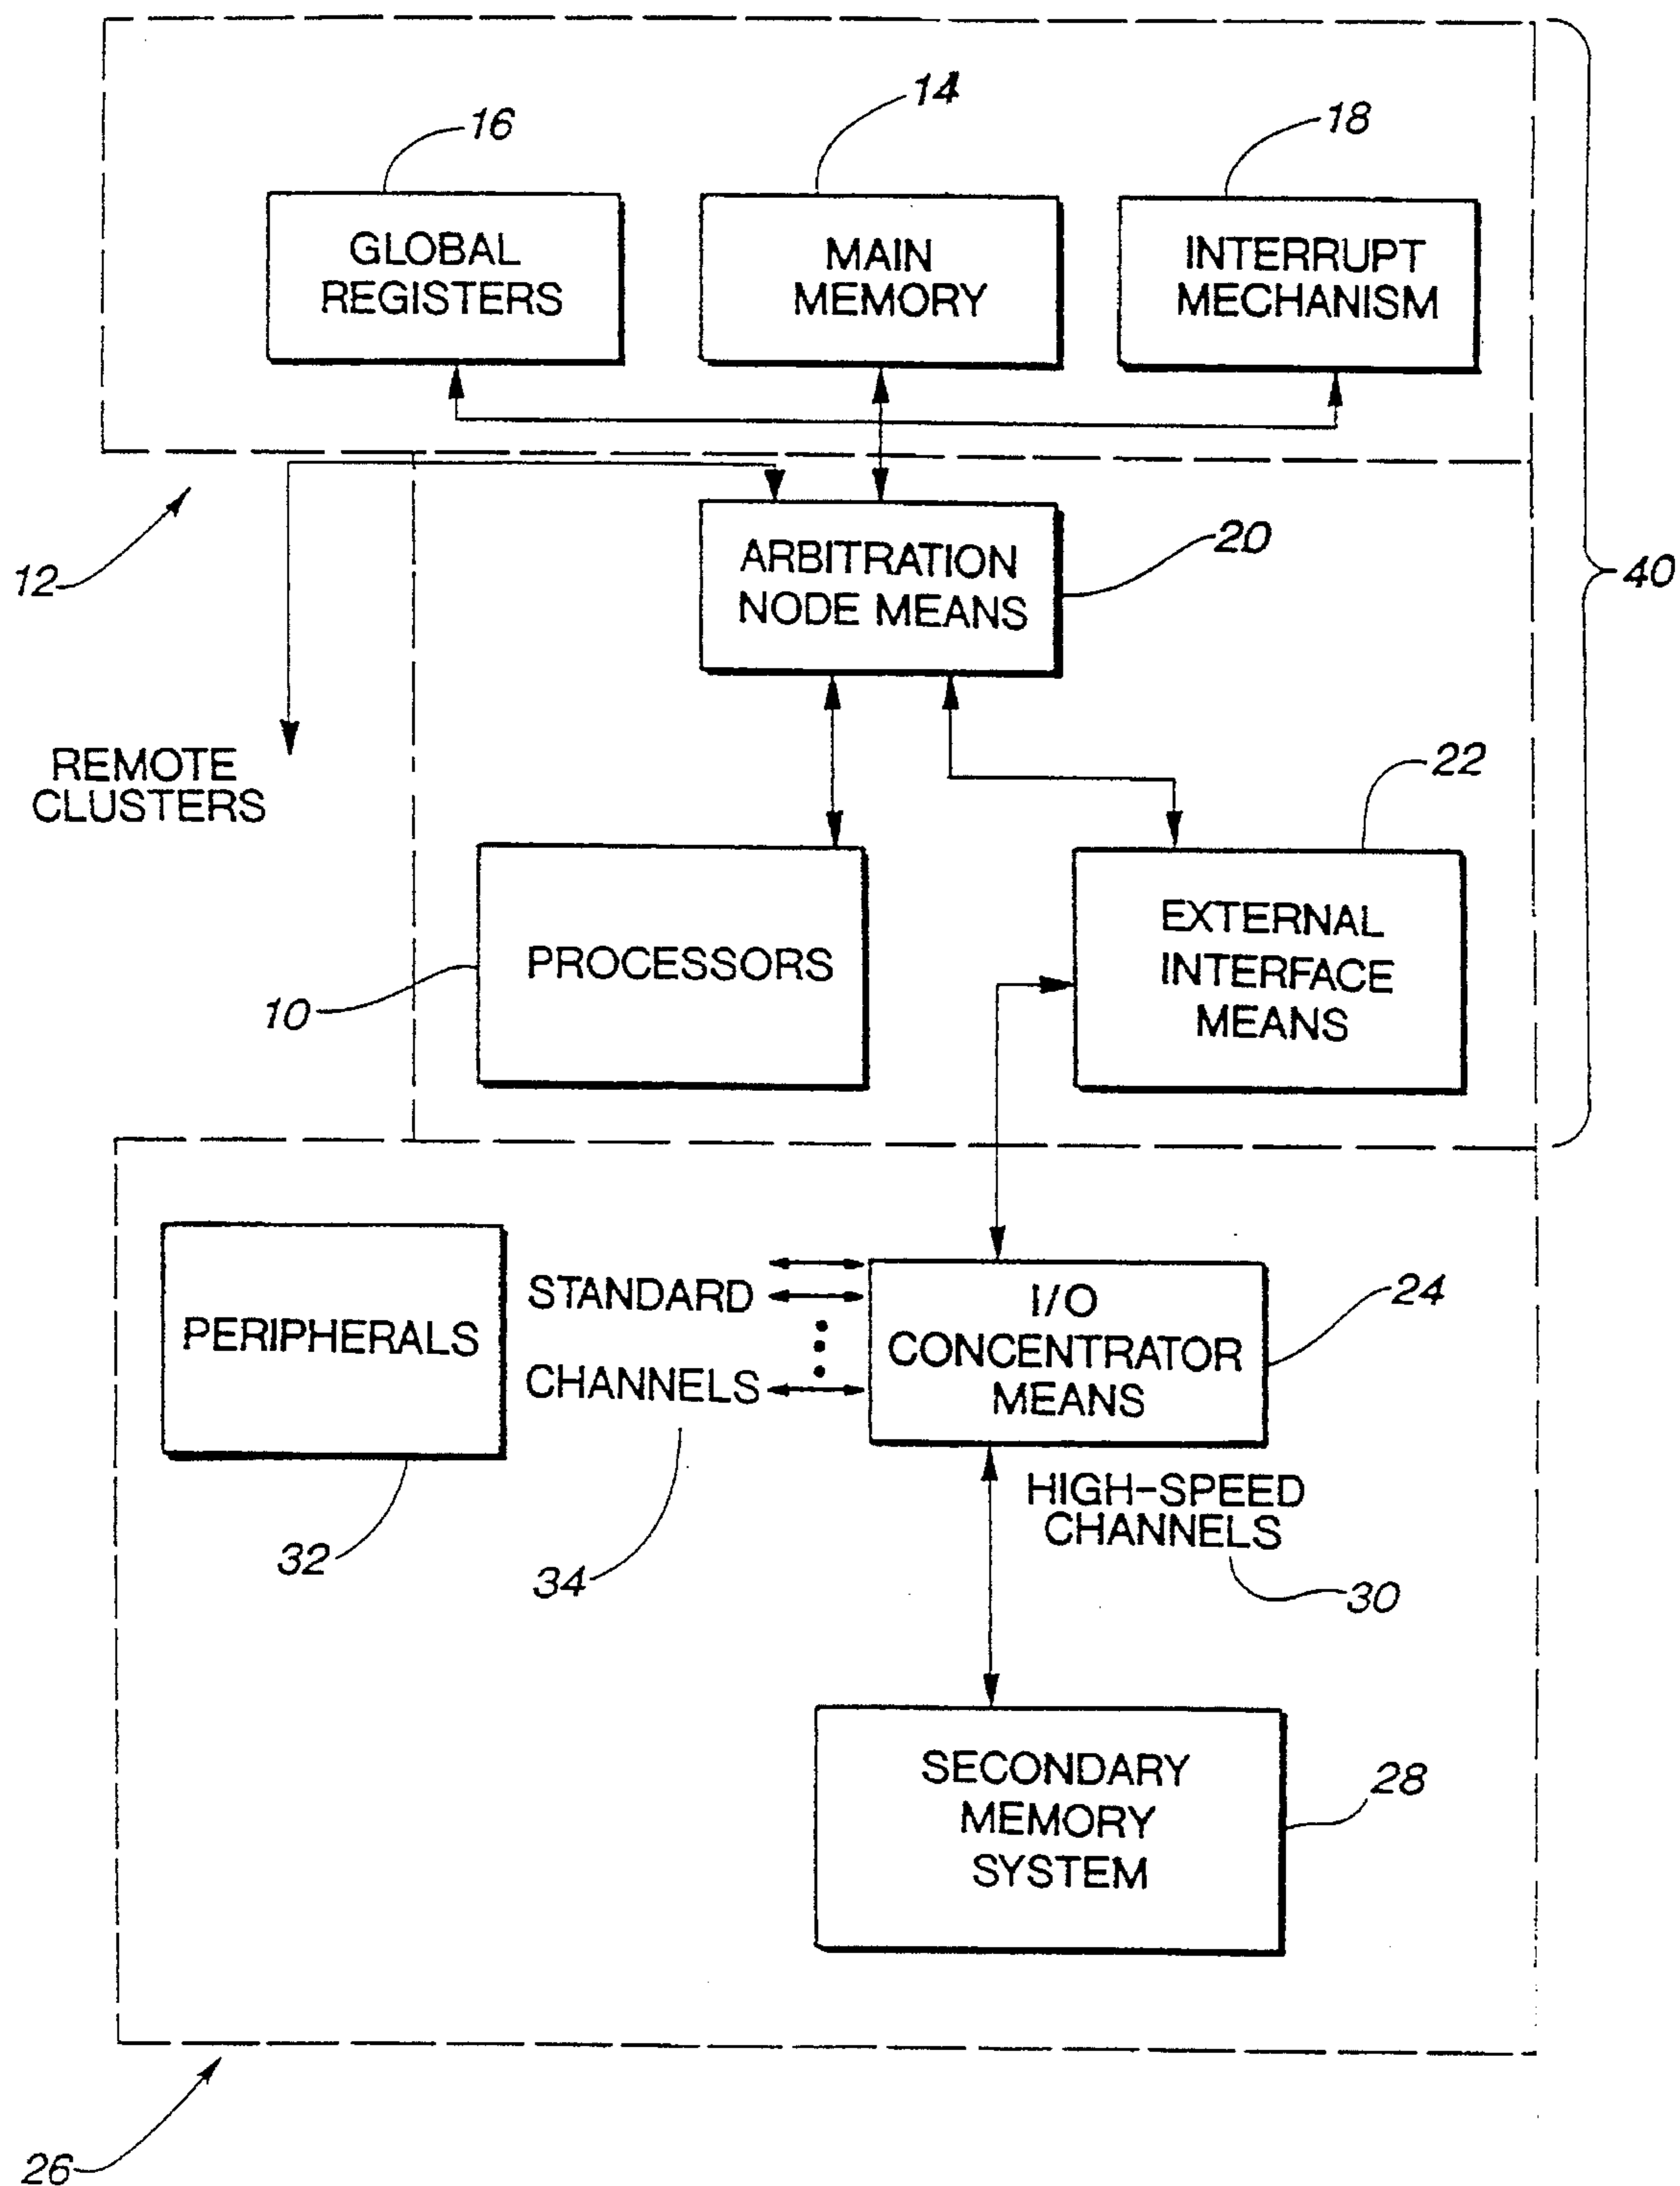 16
14
18
GLOBAL
REGISTERS
MAIN
MEMORY
INTERRUPT
MECHANISM
12
ARBITRATION
NODE MEANS
20
40
REMOTE
CLUSTERS
22
PROCESSORS
10
EXTERNAL
INTERFACE
MEANS
PERIPHERALS
32
STANDARD
CHANNELS
34
I/O
CONCENTRATOR
MEANS
24
HIGH-SPEED
CHANNELS
30
SECONDARY
MEMORY
SYSTEM
28
26